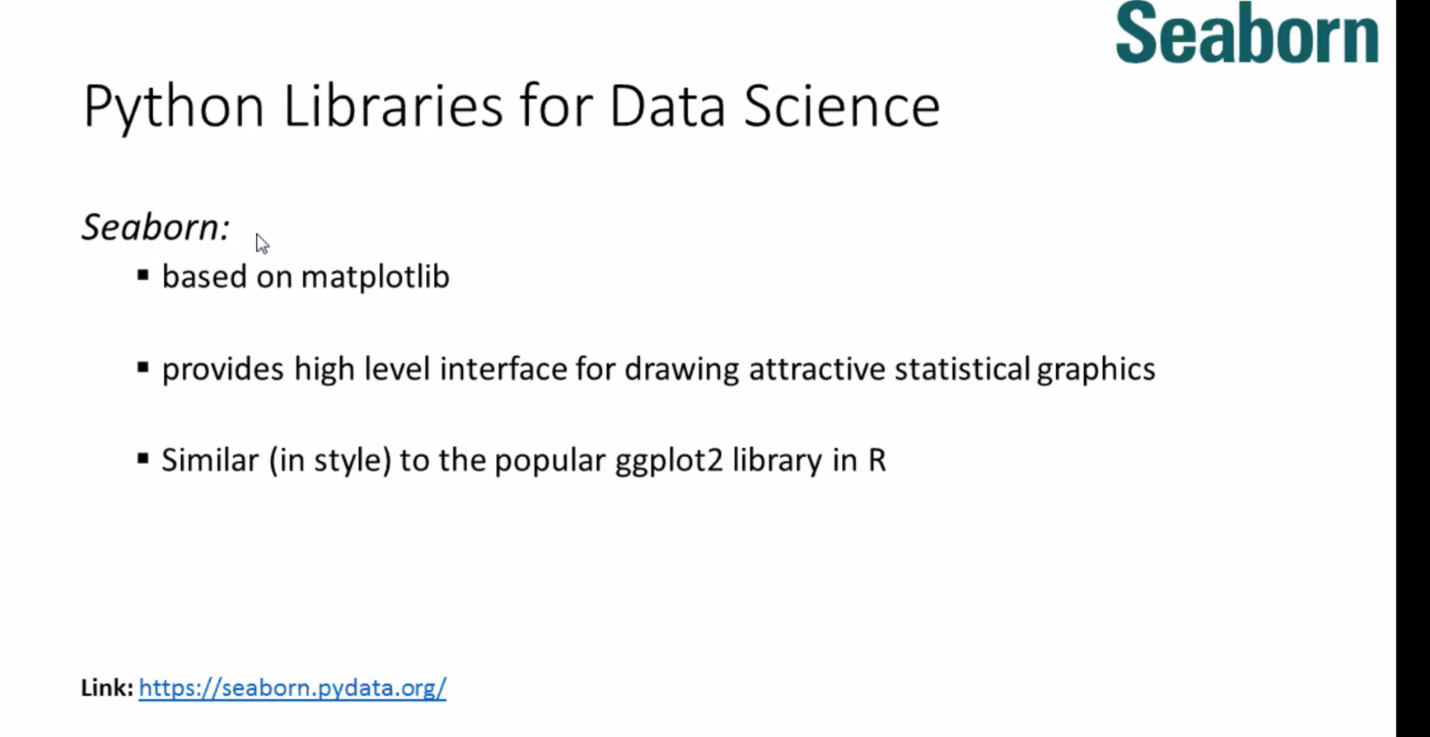 Seaborn
Python Libraries for Data Science
Seaborn:
▪ based on matplotlib
▪ provides high level interface for drawing attractive statistical graphics
▪ Similar (in style) to the popular ggplot2 library in R
Link: https://seaborn.pydata.org/